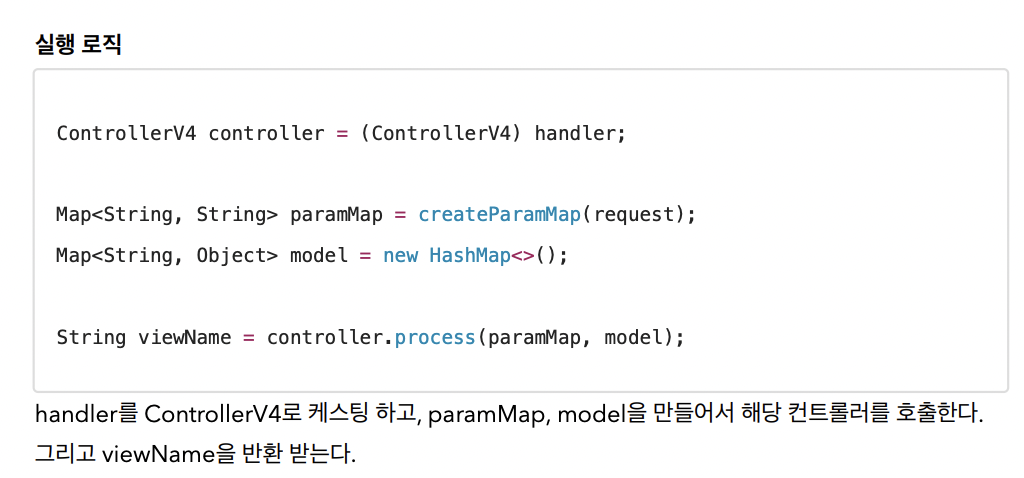 실행 로직
ControllerV4 controller = (ControllerV4) handler;
Map<String, String> paramMap = createParamMap(request);
Map<String, Object> model = new HashMap<>();
String viewName = controller.process(paramMap, model);
handler를 ControllerV4로 케스팅 하고, paramMap, model을 만들어서 해당 컨트롤러를 호출한다.
그리고 viewName을 반환 받는다.